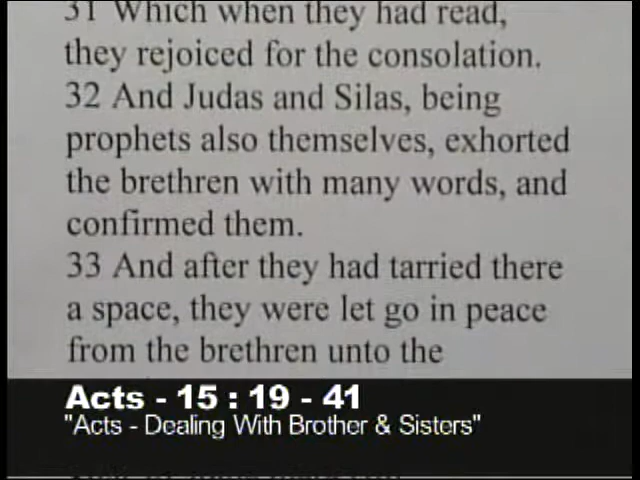 31 Which when they had read,
they rejoiced for the consolation.
32 And Judas and Silas, being
prophets also themselves, exhorted
the brethren with many words, and
confirmed them.
33 And after they had tarried there
a space, they were let go in peace
from the brethren unto the
Acts - 15 : 19 - 41
"Acts - Dealing With Brother & Sisters"